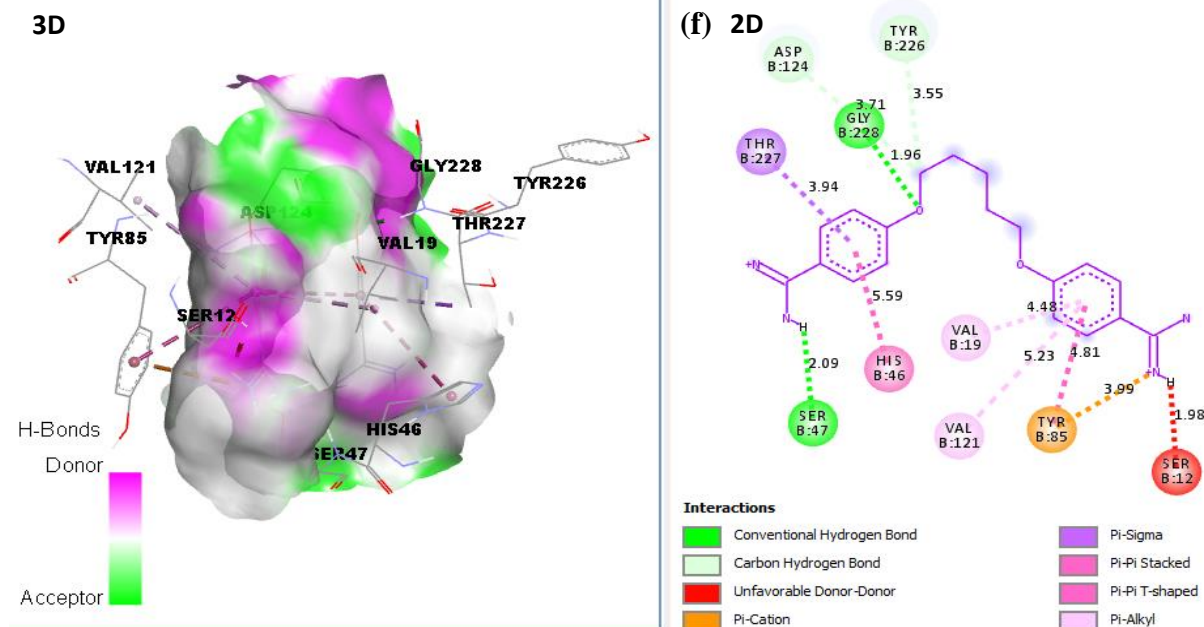 3D
VAL121
TYR85
ASP124
GLY228
TYR226
THR227
VAL19
SER12
HIS46
SER47
H-Bonds
Donor
Acceptor
(f) 2D
TYR
B:226
ASP
B:124
3.71
3.55
GLY
B:228
THR
B:227
1.96
3.94
O
+N
5.59
O
N
H
4.48
N
VAL
B:19
5.23
4.81
2.09
HIS
B:46
3.99
+N
H
1.98
SER
B:47
VAL
B:121
TYR
B:85
SER
B:12
Interactions
Conventional Hydrogen Bond
Carbon Hydrogen Bond
Unfavorable Donor-Donor
Pi-Cation
Pi-Sigma
Pi-Pi Stacked
Pi-Pi T-shaped
Pi-Alkyl